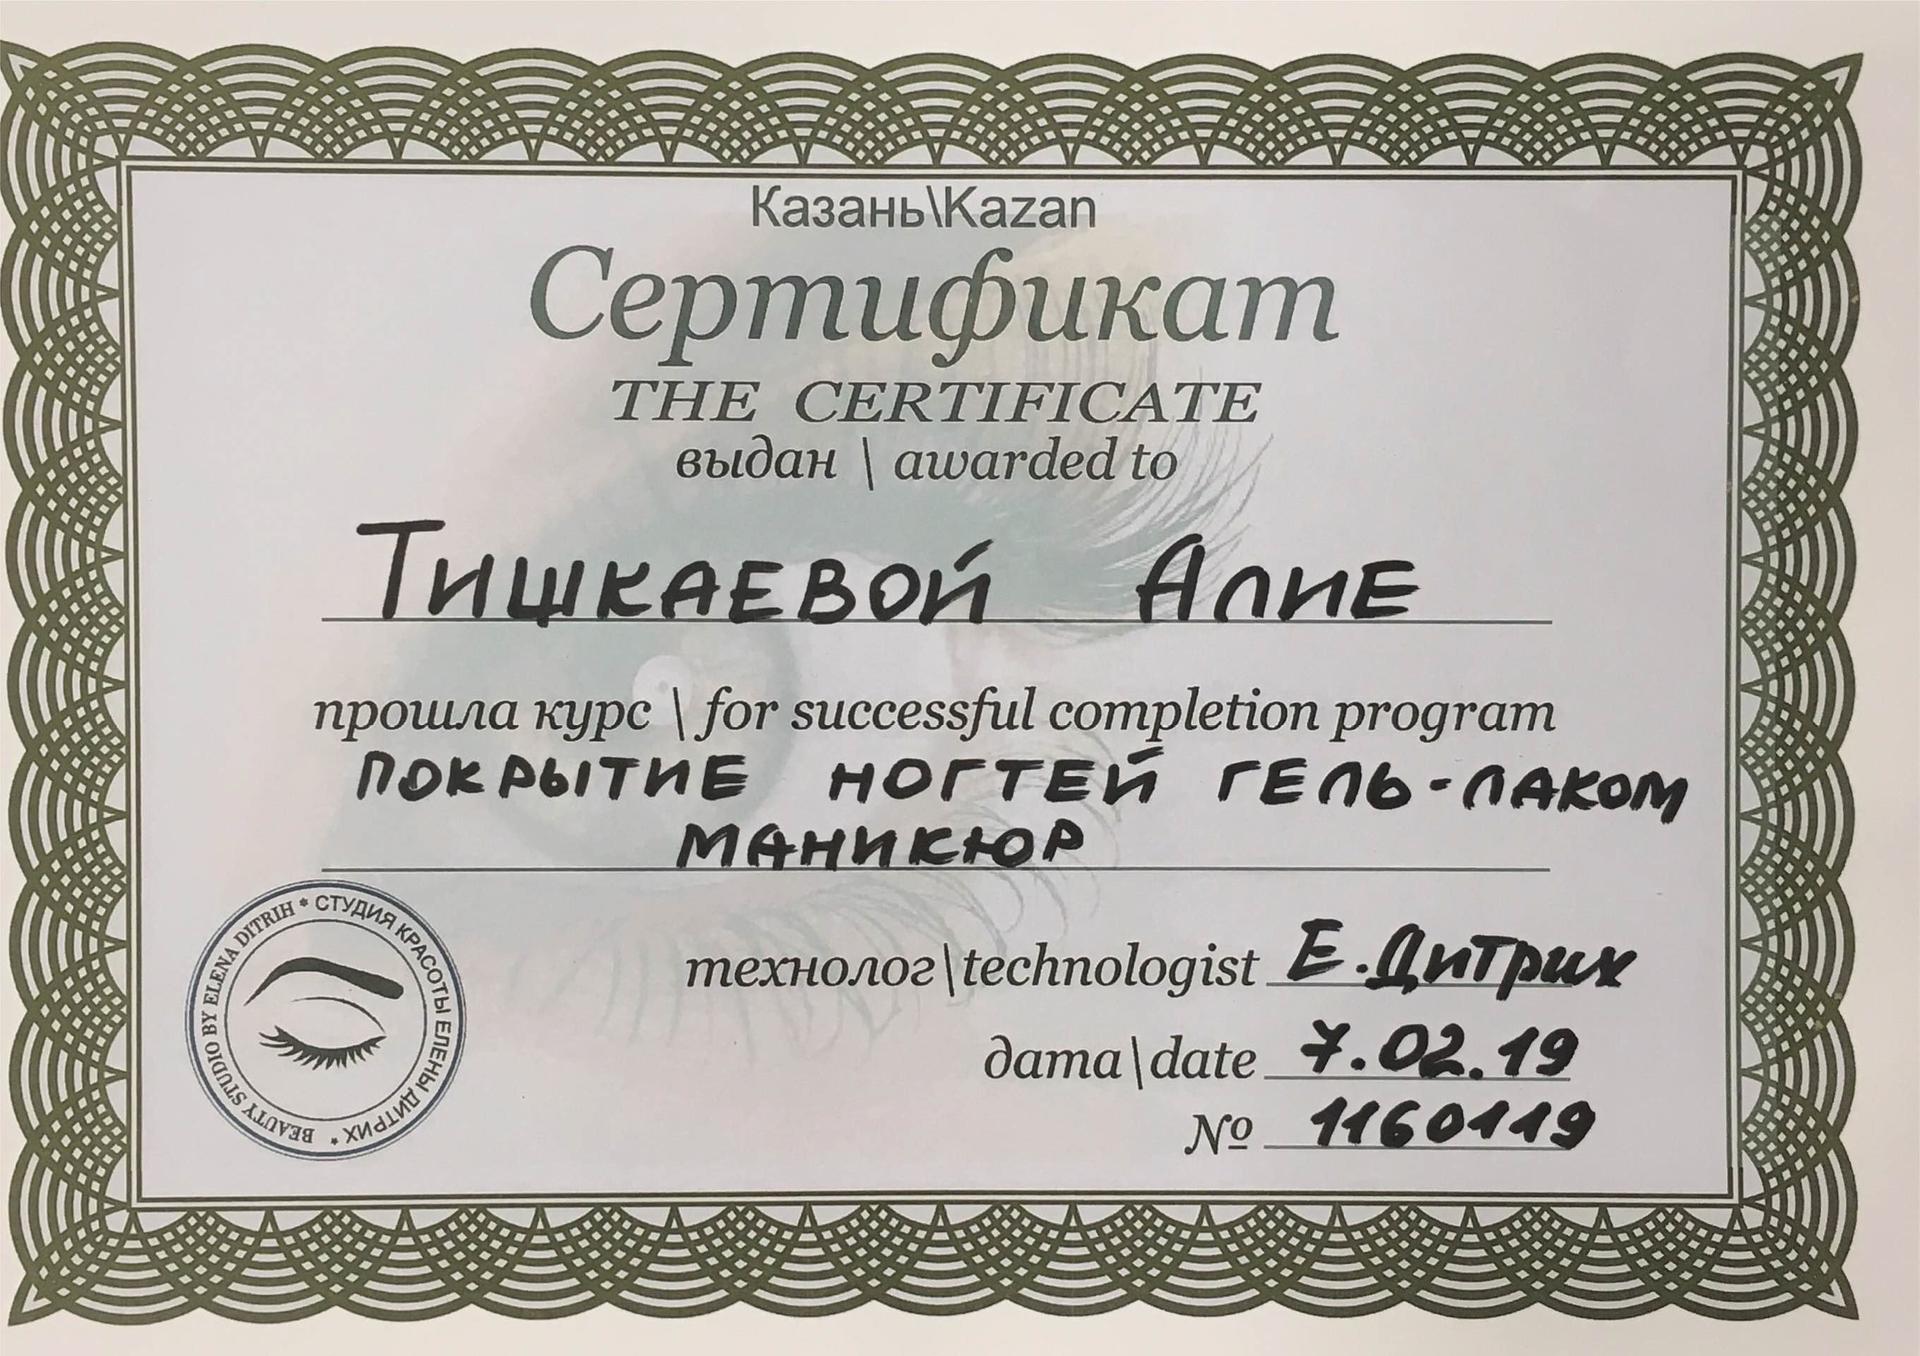 Казань\Kazan
Сертификат
THE CERTIFICATE
выдан \ awarded to
ТИШКАЕВОЙ АЛИЕ
прошла курс \ for successful completion program
ПОКРЫТИЕ НОГТЕЙ ГЕЛЬ-ЛАКОМ
МАНИКЮР
технолог\technologist Е.Дитрих
дата\date 7.02.19
№ 1160119
BEAUTY STUDIO BY ELENA DITRIH * СТУДИЯ КРАСОТЫ ЕЛЕНЫ ДИТРИХ *